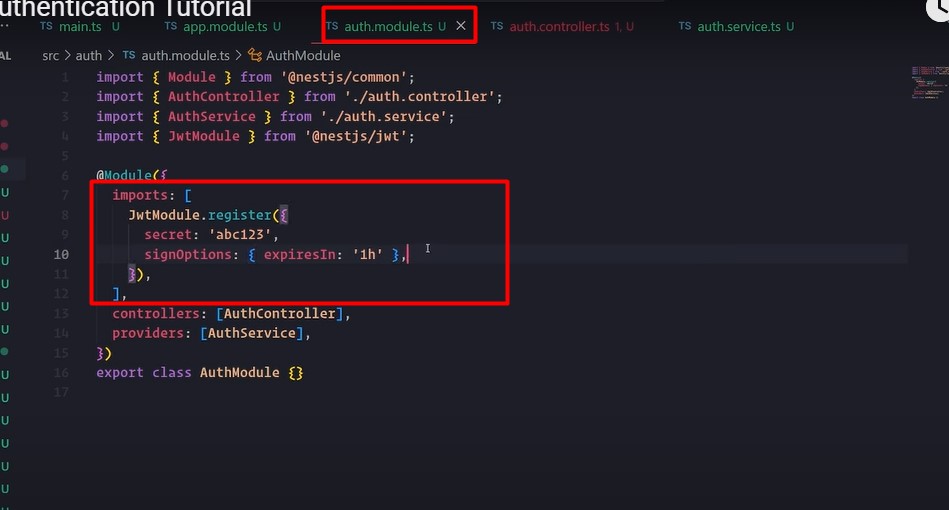 uthentication Tutorial
TS main.ts U TS app.module.ts U TS auth.module.ts U × TS auth.controller.ts 1, U TS auth.service.ts U
AL src > auth > TS auth.module.ts > AuthModule
1 import { Module } from '@nestjs/common';
2 import { AuthController } from './auth.controller';
3 import { AuthService } from './auth.service';
4 import { JwtModule } from '@nestjs/jwt';
5
6 @Module({
7 imports: [
8 JwtModule.register({
9 secret: 'abc123',
10 signOptions: { expiresIn: '1h' },
11 }),
12 ],
13 controllers: [AuthController],
14 providers: [AuthService],
15 })
16 export class AuthModule {}
17
U
U
U
U
U
U
U
U
U
U
U
U
U